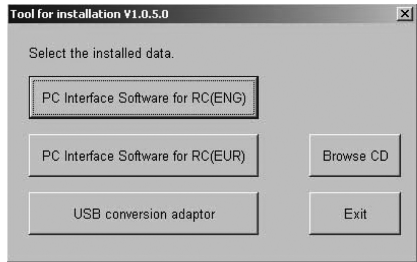 Tool for installation V1.0.5.0
Select the installed data.
PC Interface Software for RC(ENG)
PC Interface Software for RC(EUR)
Browse CD
USB conversion adaptor
Exit